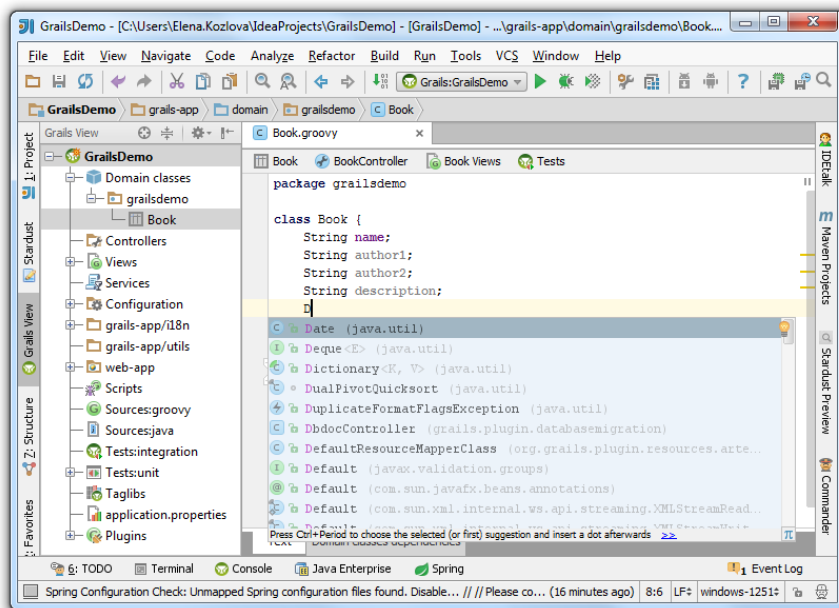 GrailsDemo - [C:\Users\Elena.Kozlova\IdeaProjects\GrailsDemo] - [GrailsDemo] - ...\grails-app\domain\grailsdemo\Book....
File Edit View Navigate Code Analyze Refactor Build Run Tools VCS Window Help
Grails:GrailsDemo
GrailsDemo grails-app domain grailsdemo Book
Grails View
Book.groovy
1: Project
Stardust
Grails View
7: Structure
Favorites
GrailsDemo
Domain classes
grailsdemo
Book
Controllers
Views
Services
Configuration
grails-app/i18n
grails-app/utils
web-app
Scripts
Sources:groovy
Sources:java
Tests:integration
Tests:unit
Taglibs
application.properties
Plugins
Book BookController Book Views Tests
package grailsdemo
class Book {
String name;
String author1;
String author2;
String description;
D
Date (java.util)
Deque<E> (java.util)
Dictionary<K, V> (java.util)
DualPivotQuicksort (java.util)
DuplicateFormatFlagsException (java.util)
DbdocController (grails.plugin.databasemigration)
DefaultResourceMapperClass (org.grails.plugin.resources.arte...
Default (javax.validation.groups)
Default (com.sun.javafx.beans.annotations)
Default (com.sun.xml.internal.ws.api.streaming.XMLStreamRead...
Press Ctrl+Period to choose the selected (or first) suggestion and insert a dot afterwards >>
π
Text Domain classes dependencies
IDEtalk
m Maven Projects
Stardust Preview
Commander
6: TODO Terminal Console Java Enterprise Spring 1 Event Log
Spring Configuration Check: Unmapped Spring configuration files found. Disable... // // Please co... (16 minutes ago) 8:6 LF windows-1251